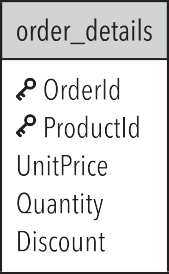 order_details
OrderId
ProductId
UnitPrice
Quantity
Discount